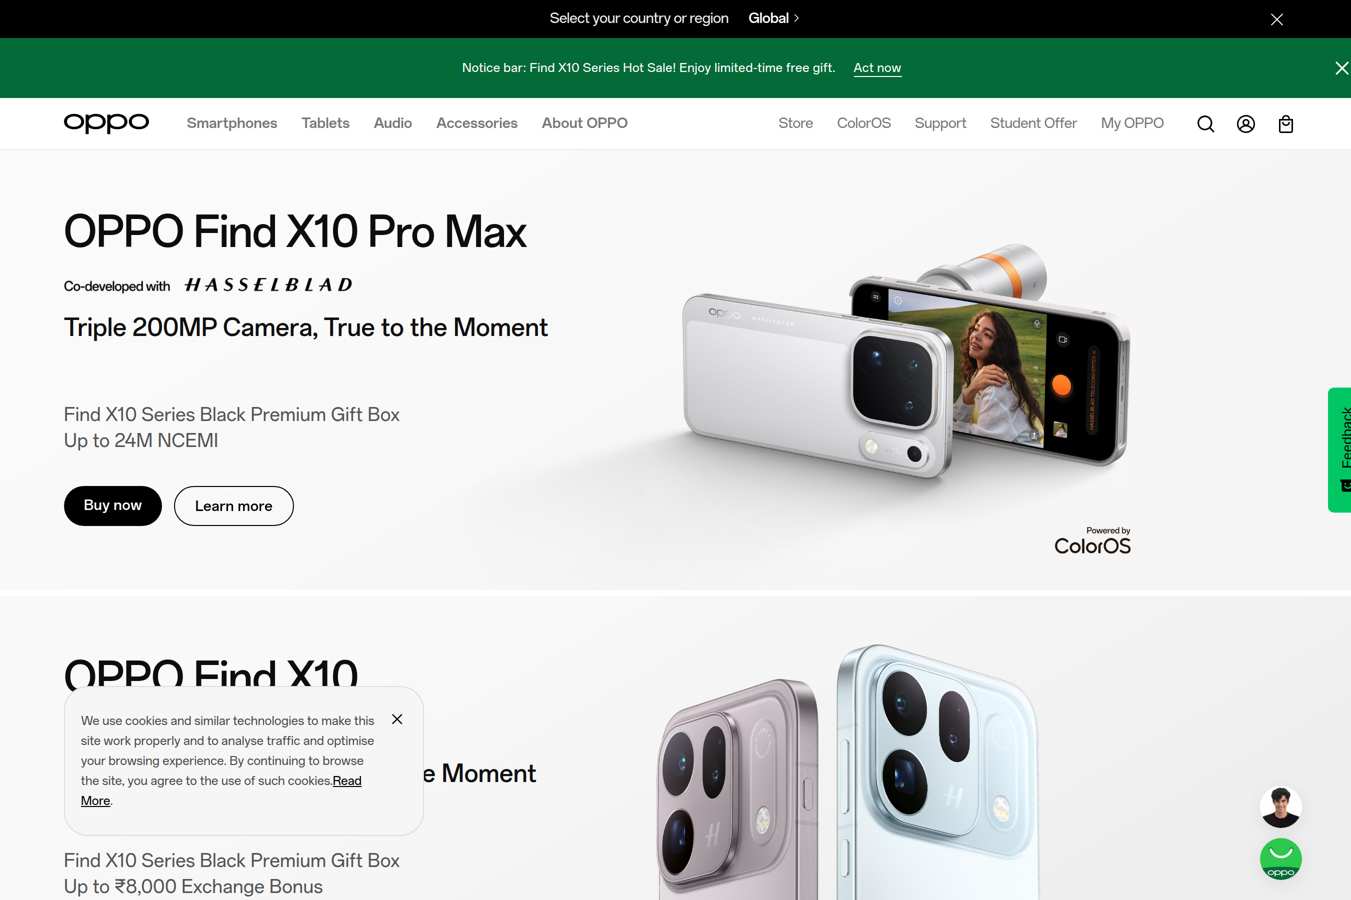 Select your country or region Global
Notice bar: Find X10 Series Hot Sale! Enjoy limited-time free gift. Act now
oppo Smartphones Tablets Audio Accessories About OPPO Store ColorOS Support Student Offer My OPPO
OPPO Find X10 Pro Max
Co-developed with HASSELBLAD
Triple 200MP Camera, True to the Moment
Find X10 Series Black Premium Gift Box
Up to 24M NCEMI
Buy now Learn more
oppo
Powered by
ColorOS
Feedback
OPPO Find X10
e Moment
We use cookies and similar technologies to make this
site work properly and to analyse traffic and optimise
your browsing experience. By continuing to browse
the site, you agree to the use of such cookies.Read
More.
Find X10 Series Black Premium Gift Box
Up to ₹8,000 Exchange Bonus
H
H
oppo